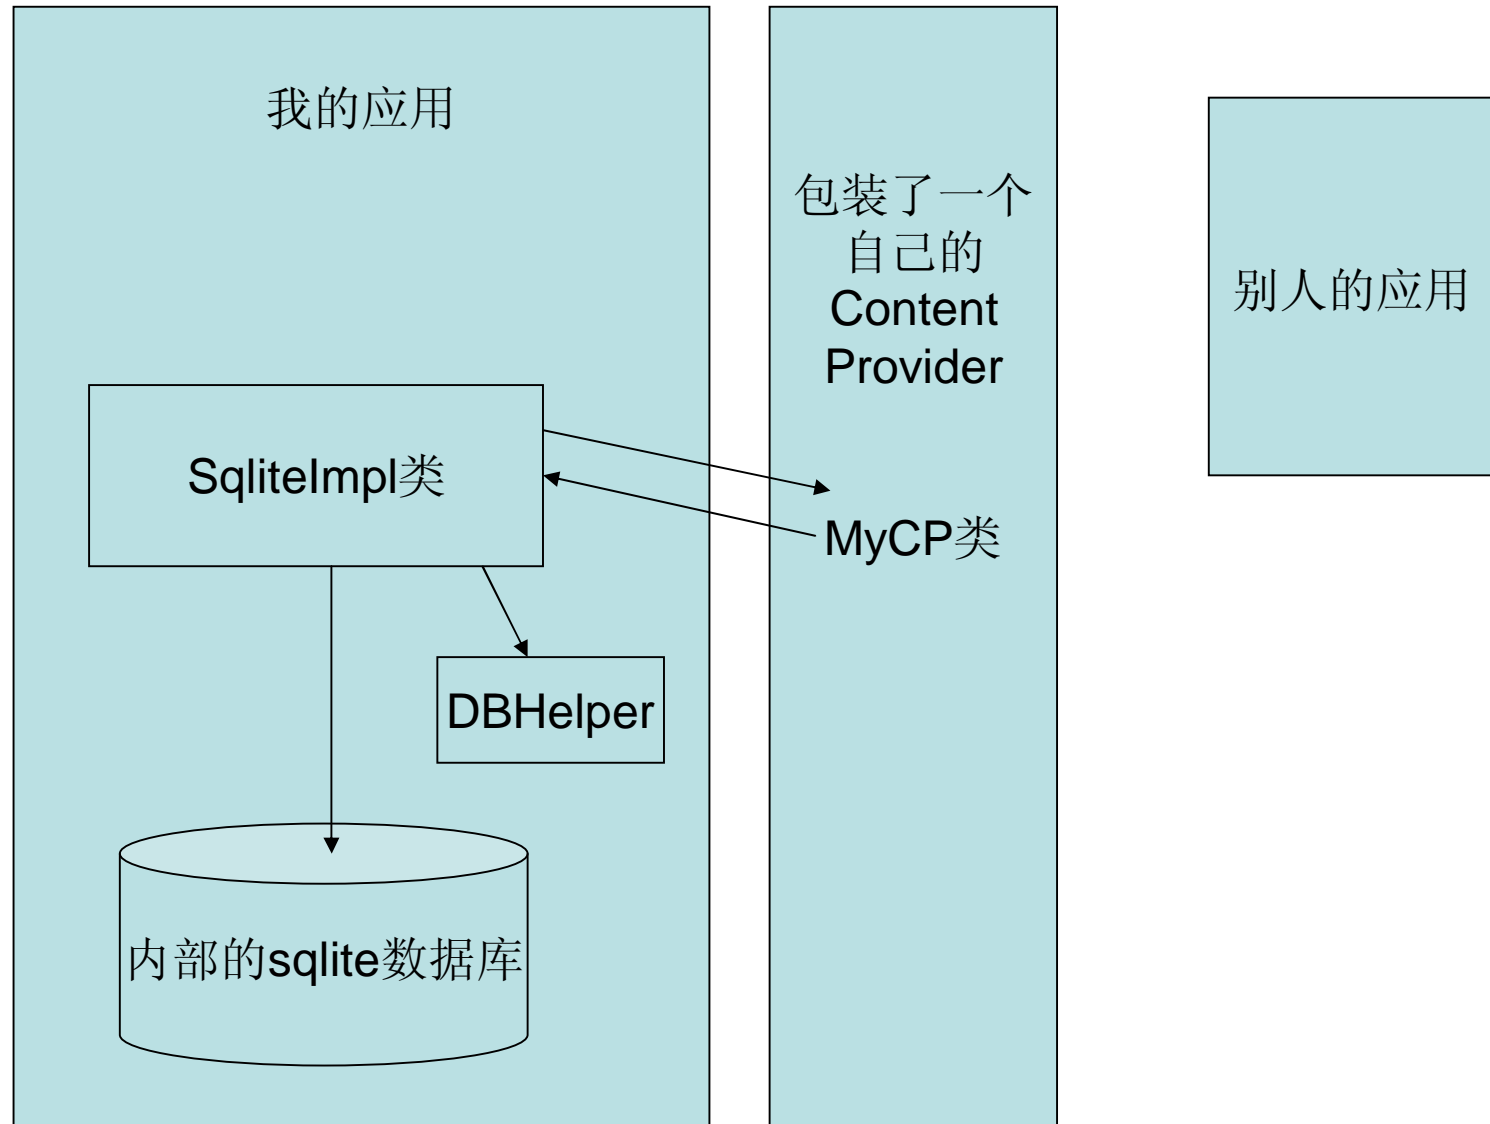 我的应用
包装了一个
自己的
Content
Provider
别人的应用
SqliteImpl类
MyCP类
DBHelper
内部的sqlite数据库